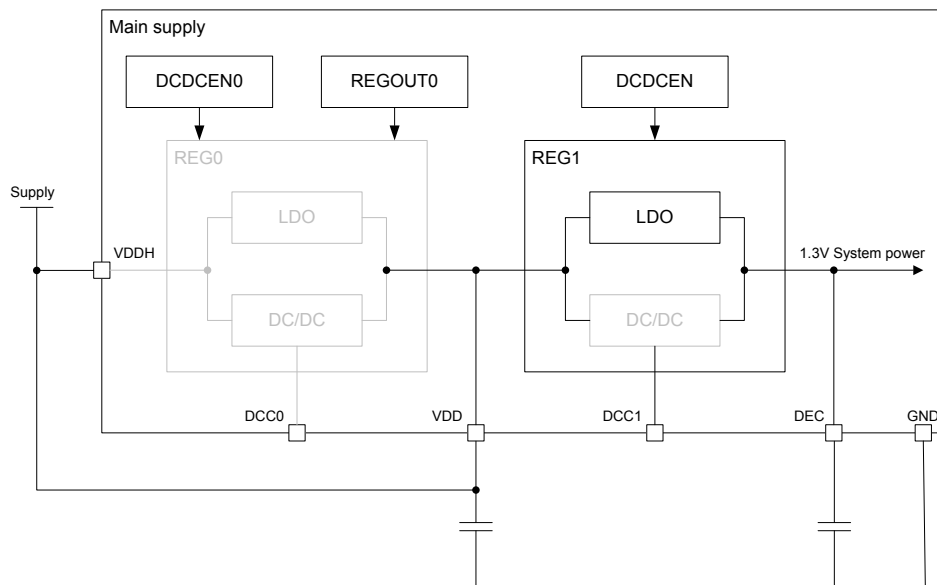 Main supply
DCDCEN0
REGOUT0
DCDCEN
REG0
REG1
Supply
LDO
LDO
VDDH
1.3V System power
DC/DC
DC/DC
DCC0
VDD
DCC1
DEC
GND